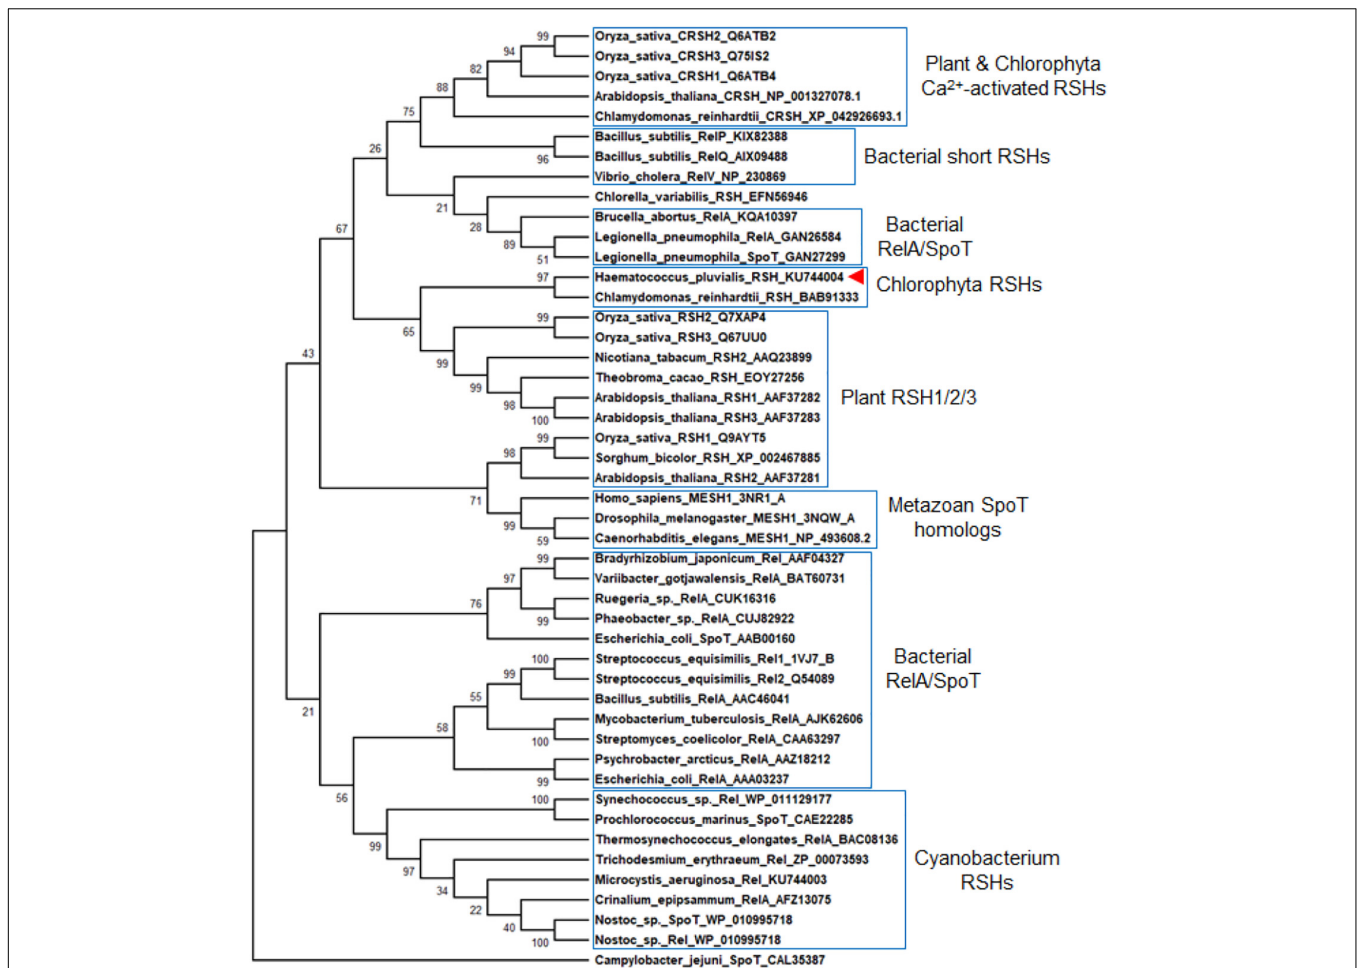 99
Oryza_sativa_CRSH2_Q6ATB2
94
Oryza_sativa_CRSH3_Q75IS2
82
Oryza_sativa_CRSH1_Q6ATB4
88
Arabidopsis_thaliana_CRSH_NP_001327078.1
75
Chlamydomonas_reinhardtii_CRSH_XP_042926693.1
Plant & Chlorophyta
Ca²⁺-activated RSHs
26
Bacillus_subtilis_RelP_KIX82388
96
Bacillus_subtilis_RelQ_AIX09488
Vibrio_cholera_RelV_NP_230869
Bacterial short RSHs
21
Chlorella_variabilis_RSH_EFN56946
28
Brucella_abortus_RelA_KQA10397
89
Legionella_pneumophila_RelA_GAN26584
51
Legionella_pneumophila_SpoT_GAN27299
Bacterial
RelA/SpoT
67
97
Haematococcus_pluvialis_RSH_KU744004
Chlamydomonas_reinhardtii_RSH_BAB91333
Chlorophyta RSHs
65
99
Oryza_sativa_RSH2_Q7XAP4
Oryza_sativa_RSH3_Q67UU0
99
Nicotiana_tabacum_RSH2_AAQ23899
99
Theobroma_cacao_RSH_EOY27256
98
Arabidopsis_thaliana_RSH1_AAF37282
100
Arabidopsis_thaliana_RSH3_AAF37283
Plant RSH1/2/3
43
99
Oryza_sativa_RSH1_Q9AYT5
98
Sorghum_bicolor_RSH_XP_002467885
Arabidopsis_thaliana_RSH2_AAF37281
71
Homo_sapiens_MESH1_3NR1_A
99
Drosophila_melanogaster_MESH1_3NQW_A
59
Caenorhabditis_elegans_MESH1_NP_493608.2
Metazoan SpoT
homologs
99
Bradyrhizobium_japonicum_Rel_AAF04327
97
Variibacter_gotjawalensis_RelA_BAT60731
76
Ruegeria_sp._RelA_CUK16316
99
Phaeobacter_sp._RelA_CUJ82922
Escherichia_coli_SpoT_AAB00160
100
Streptococcus_equisimilis_Rel1_1VJ7_B
99
Streptococcus_equisimilis_Rel2_Q54089
55
Bacillus_subtilis_RelA_AAC46041
58
Mycobacterium_tuberculosis_RelA_AJK62606
100
Streptomyces_coelicolor_RelA_CAA63297
Psychrobacter_arcticus_RelA_AAZ18212
99
Escherichia_coli_RelA_AAA03237
Bacterial
RelA/SpoT
21
56
100
Synechococcus_sp._Rel_WP_011129177
Prochlorococcus_marinus_SpoT_CAE22285
99
Thermosynechococcus_elongates_RelA_BAC08136
97
Trichodesmium_erythraeum_Rel_ZP_00073593
34
Microcystis_aeruginosa_Rel_KU744003
22
Crinalium_epipsammum_RelA_AFZ13075
40
Nostoc_sp._SpoT_WP_010995718
100
Nostoc_sp._Rel_WP_010995718
Cyanobacterium
RSHs
Campylobacter_jejuni_SpoT_CAL35387